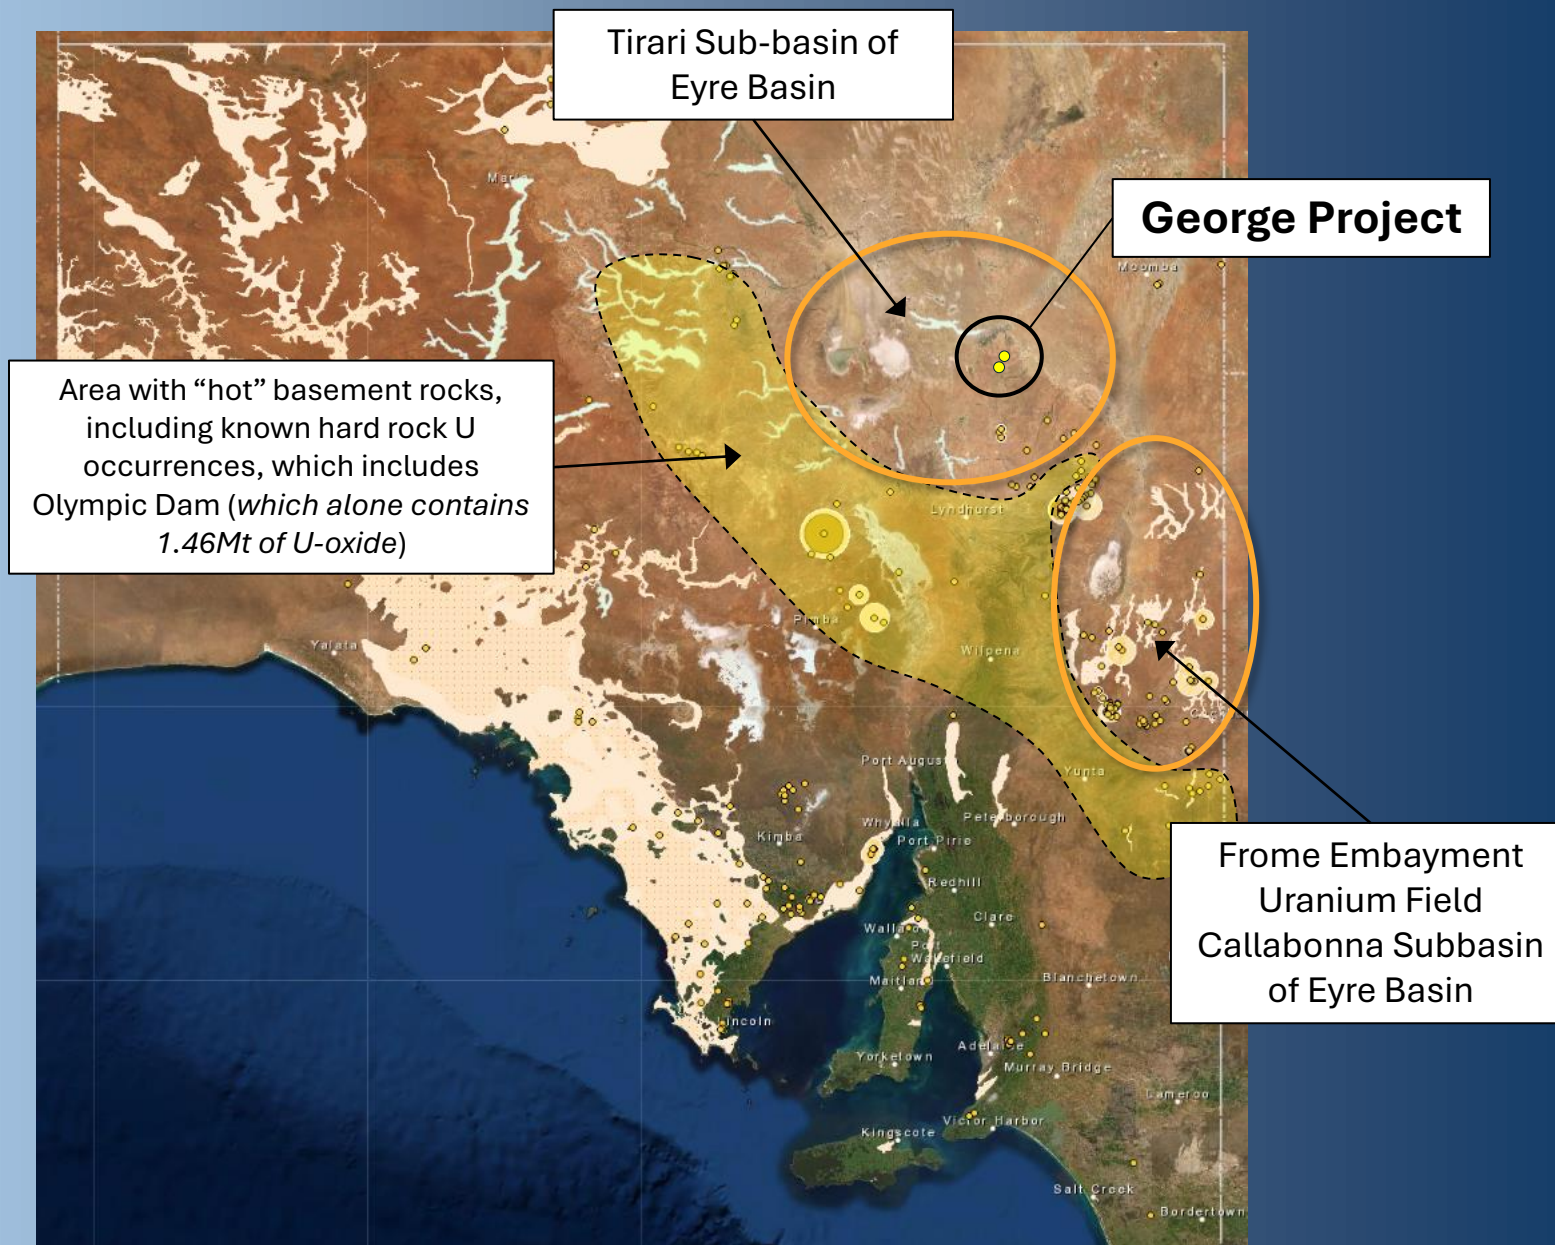 Tirari Sub-basin of
Eyre Basin
George Project
Moomba
Area with “hot” basement rocks,
including known hard rock U
occurrences, which includes
Olympic Dam (which alone contains
1.46Mt of U-oxide)
Lyndhurst
Pimba
Yalata
Wilpena
Yunta
Port Augus
Whyalla
Peterborough
Port Pirie
Kimba
Redhill
Clare
Frome Embayment
Uranium Field
Callabonna Subbasin
of Eyre Basin
Port
Wakefield
Maitland
Blanchetown
Lincoln
Adelaide
Yorketown
Murray Bridge
Lameroo
Victor Harbor
Kingscote
Salt Creek
Bordertown